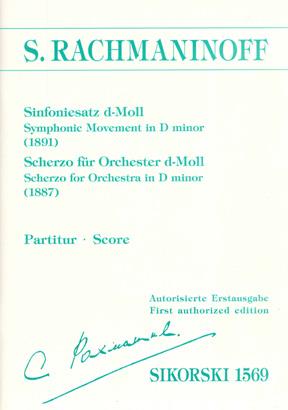 S. RACHMANINOFF
Sinfoniesatz d-Moll
Symphonic Movement in D minor
(1891)
Scherzo für Orchester d-Moll
Scherzo for Orchestra in D minor
(1887)
Partitur · Score
Autorisierte Erstausgabe
First authorized edition
SIKORSKI 1569